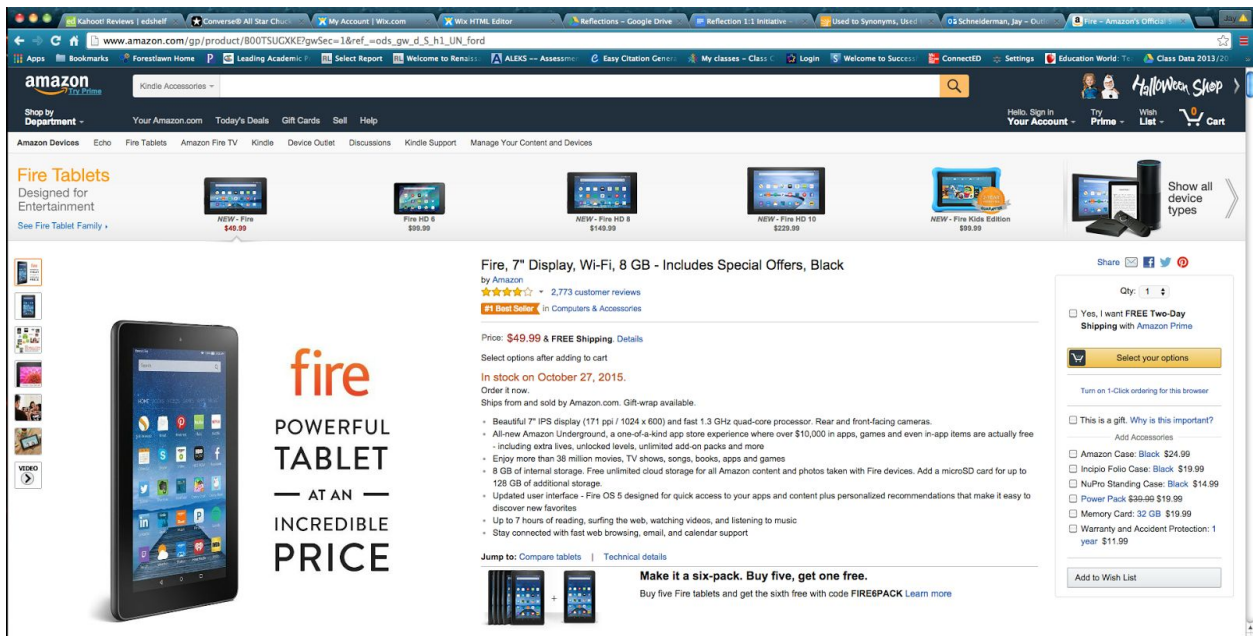 Kahoot! Reviews | edshelf
Converse® All Star Chuck
My Account | Wix.com
Wix HTML Editor
Reflections - Google Drive
Reflection 1:1 Initiative
Used to Synonyms, Used
Schneiderman, Jay - Out
Fire - Amazon's Official S
Jay
www.amazon.com/gp/product/B00TSUGXKE?gwSec=1&ref_=ods_gw_d_S_h1_UN_ford
Apps Bookmarks Forestlawn Home Leading Academic Select Report Welcome to Renaiss ALEKS -- Assessme Easy Citation Genera My classes - Class Login Welcome to Success ConnectED Settings Education World: Te Class Data 2013/20
amazon
Try Prime
Kindle Accessories
Halloween Shop
Shop by
Department
Your Amazon.com Today's Deals Gift Cards Sell Help
Hello. Sign in
Your Account
Try
Prime
Wish
List
0
Cart
Amazon Devices Echo Fire Tablets Amazon Fire TV Kindle Device Outlet Discussions Kindle Support Manage Your Content and Devices
Fire Tablets
Designed for
Entertainment
See Fire Tablet Family ›
NEW - Fire
$49.99
Fire HD 6
$99.99
NEW - Fire HD 8
$149.99
NEW - Fire HD 10
$229.99
NEW - Fire Kids Edition
$99.99
Show all
device
types
fire
POWERFUL
TABLET
— AT AN —
INCREDIBLE
PRICE
VIDEO
Fire, 7" Display, Wi-Fi, 8 GB - Includes Special Offers, Black
by Amazon
2,773 customer reviews
#1 Best Seller in Computers & Accessories
Price: $49.99 & FREE Shipping. Details
Select options after adding to cart
In stock on October 27, 2015.
Order it now.
Ships from and sold by Amazon.com. Gift-wrap available.
Beautiful 7" IPS display (171 ppi / 1024 x 600) and fast 1.3 GHz quad-core processor. Rear and front-facing cameras.
All-new Amazon Underground, a one-of-a-kind app store experience where over $10,000 in apps, games and even in-app items are actually free
- including extra lives, unlocked levels, unlimited add-on packs and more
Enjoy more than 38 million movies, TV shows, songs, books, apps and games
8 GB of internal storage. Free unlimited cloud storage for all Amazon content and photos taken with Fire devices. Add a microSD card for up to
128 GB of additional storage.
Updated user interface - Fire OS 5 designed for quick access to your apps and content plus personalized recommendations that make it easy to
discover new favorites
Up to 7 hours of reading, surfing the web, watching videos, and listening to music
Stay connected with fast web browsing, email, and calendar support
Jump to: Compare tablets | Technical details
Make it a six-pack. Buy five, get one free.
Buy five Fire tablets and get the sixth free with code FIRE6PACK Learn more
Share
Qty: 1
Yes, I want FREE Two-Day
Shipping with Amazon Prime
Select your options
Turn on 1-Click ordering for this browser
This is a gift. Why is this important?
Add Accessories
Amazon Case: Black $24.99
Incipio Folio Case: Black $19.99
NuPro Standing Case: Black $14.99
Power Pack $39.99 $19.99
Memory Card: 32 GB $19.99
Warranty and Accident Protection: 1
year $11.99
Add to Wish List